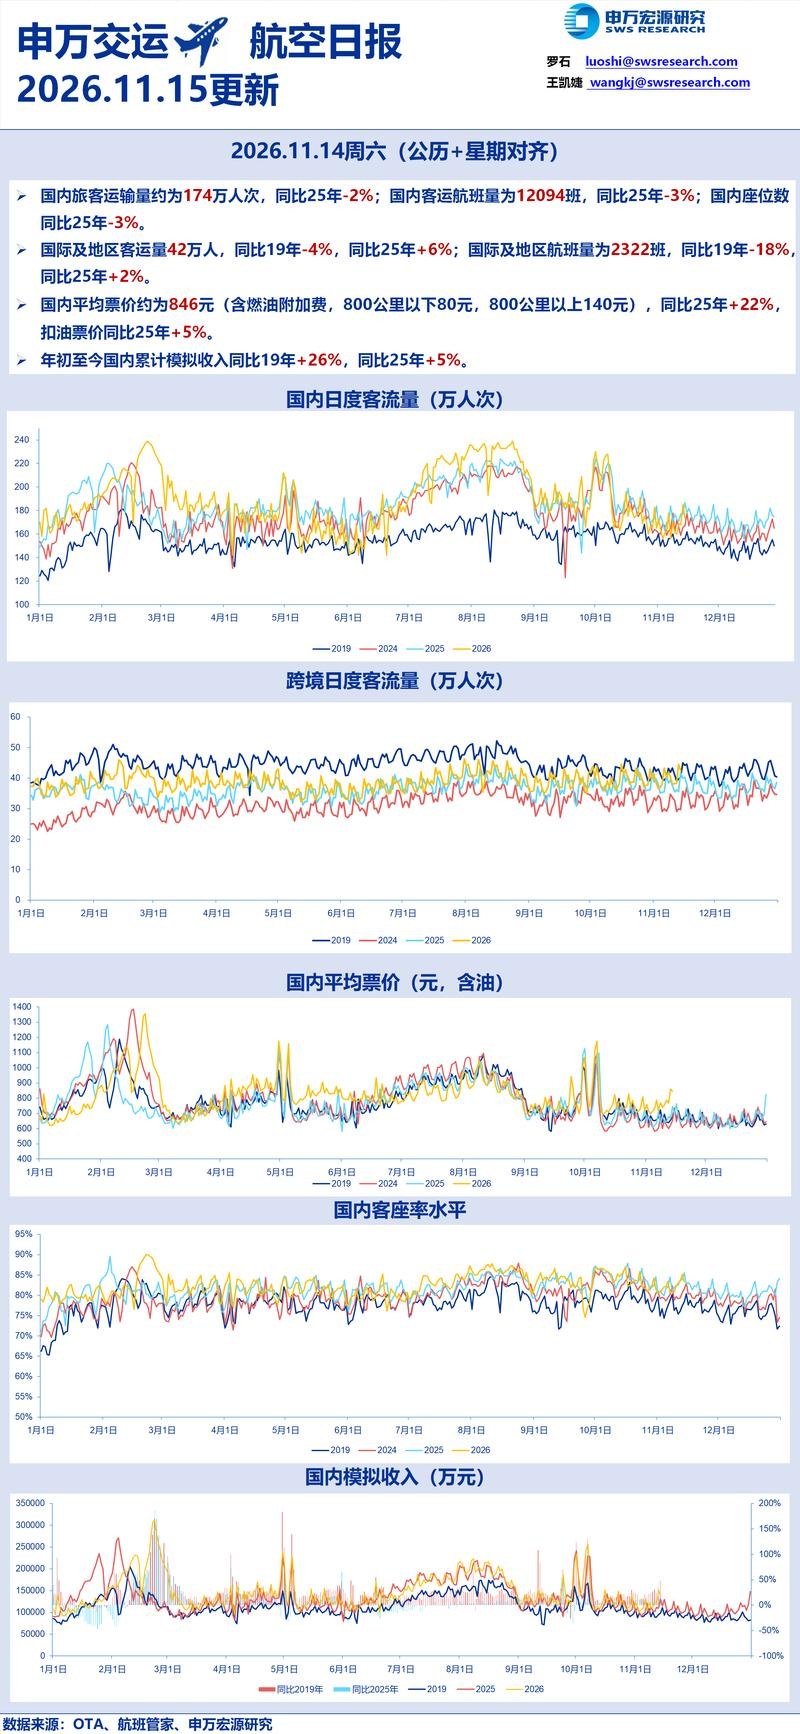 申万交运 航空日报
2026.11.15更新
申万宏源研究
SWS RESEARCH
罗石 luoshi@swsresearch.com
王凯婕 wangkj@swsresearch.com
2026.11.14周六（公历+星期对齐）
国内旅客运输量约为174万人次，同比25年-2%；国内客运航班量为12094班，同比25年-3%；国内座位数
同比25年-3%。
国际及地区客运量42万人，同比19年-4%，同比25年+6%；国际及地区航班量为2322班，同比19年-18%，
同比25年+2%。
国内平均票价约为846元（含燃油附加费，800公里以下80元，800公里以上140元），同比25年+22%，
扣油票价同比25年+5%。
年初至今国内累计模拟收入同比19年+26%，同比25年+5%。
国内日度客流量（万人次）
240
220
200
180
160
140
120
100
1月1日 2月1日 3月1日 4月1日 5月1日 6月1日 7月1日 8月1日 9月1日 10月1日 11月1日 12月1日
2019 2024 2025 2026
跨境日度客流量（万人次）
60
50
40
30
20
10
0
1月1日 2月1日 3月1日 4月1日 5月1日 6月1日 7月1日 8月1日 9月1日 10月1日 11月1日 12月1日
2019 2024 2025 2026
国内平均票价（元，含油）
1400
1300
1200
1100
1000
900
800
700
600
500
400
1月1日 2月1日 3月1日 4月1日 5月1日 6月1日 7月1日 8月1日 9月1日 10月1日 11月1日 12月1日
2019 2024 2025 2026
国内客座率水平
95%
90%
85%
80%
75%
70%
65%
60%
55%
50%
1月1日 2月1日 3月1日 4月1日 5月1日 6月1日 7月1日 8月1日 9月1日 10月1日 11月1日 12月1日
2019 2024 2025 2026
国内模拟收入（万元）
350000 200%
300000 150%
250000 100%
200000
150000 50%
100000 0%
50000 -50%
0 -100%
1月1日 2月1日 3月1日 4月1日 5月1日 6月1日 7月1日 8月1日 9月1日 10月1日 11月1日 12月1日
同比2019年 同比2025年 2019 2025 2026
数据来源：OTA、航班管家、申万宏源研究